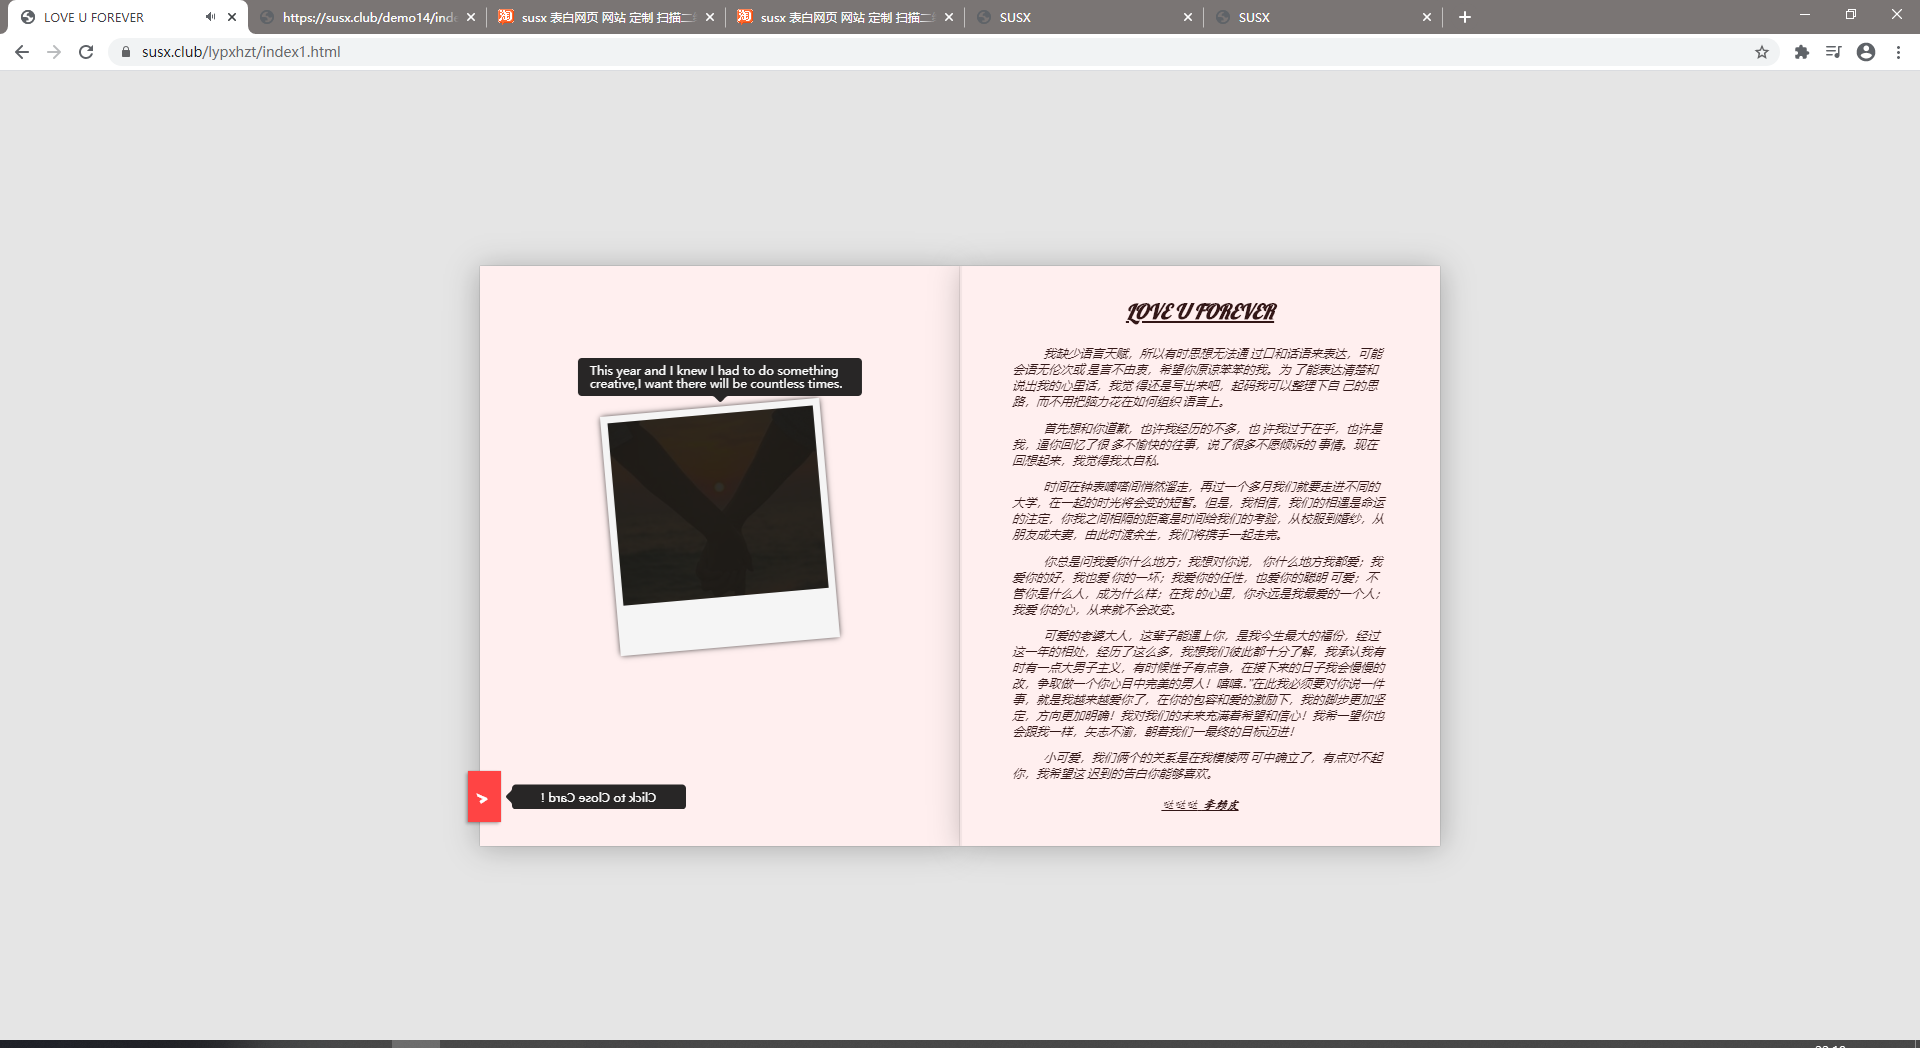 LOVE U FOREVER
https://susx.club/demo14/inde
susx 表白网页 网站 定制 扫描二
susx 表白网页 网站 定制 扫描二
SUSX
SUSX
susx.club/lypxhzt/index1.html
This year and I knew I had to do something
creative,I want there will be countless times.
Click to Close Card !
LOVE U FOREVER
我缺少语言天赋，所以有时思想无法通 过口和话语来表达，可能
会语无伦次或 是言不由衷，希望你原谅笨笨的我。为 了能表达清楚和
说出我的心里话，我觉 得还是写出来吧，起码我可以整理下自 己的思
路，而不用把脑力花在如何组织 语言上。
首先想和你道歉，也许我经历的不多，也 许我过于在乎，也许是
我，逼你回忆了很 多不愉快的往事，说了很多不愿倾诉的 事情。现在
回想起来，我觉得我太自私.
时间在钟表嘀嗒间悄然溜走，再过一个多月我们就要走进不同的
大学，在一起的时光将会变的短暂。但是，我相信，我们的相遇是命运
的注定，你我之间相隔的距离是时间给我们的考验，从校服到婚纱，从
朋友成夫妻，由此时渡余生，我们将携手一起走完。
你总是问我爱你什么地方；我想对你说， 你什么地方我都爱；我
爱你的好，我也爱 你的一坏；我爱你的任性，也爱你的聪明 可爱；不
管你是什么人，成为什么样；在我 的心里，你永远是我最爱的一个人；
我爱 你的心，从来就不会改变。
可爱的老婆大人，这辈子能遇上你，是我今生最大的福份，经过
这一年的相处，经历了这么多，我想我们彼此都十分了解，我承认我有
时有一点大男子主义，有时候性子有点急，在接下来的日子我会慢慢的
改，争取做一个你心目中完美的男人！嘻嘻.."在此我必须要对你说一件
事，就是我越来越爱你了，在你的包容和爱的激励下，我的脚步更加坚
定，方向更加明确！我对我们的未来充满着希望和信心！我希一望你也
会跟我一样，矢志不渝，朝着我们一最终的目标迈进！
小可爱，我们俩个的关系是在我模棱两 可中确立了，有点对不起
你，我希望这 迟到的告白你能够喜欢。
哒哒哒